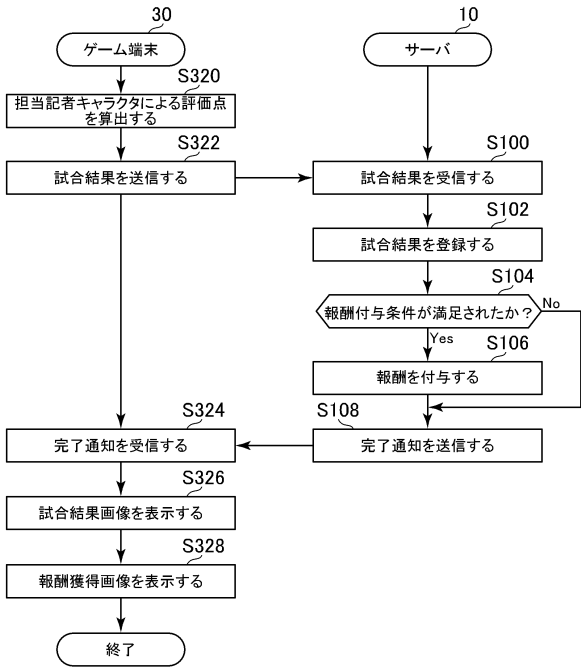 30
10
ゲーム端末
サーバ
S320
担当記者キャラクタによる評価点
を算出する
S322
試合結果を送信する
S100
試合結果を受信する
S102
試合結果を登録する
S104
報酬付与条件が満足されたか？
No
Yes
S106
報酬を付与する
S324
完了通知を受信する
S108
完了通知を送信する
S326
試合結果画像を表示する
S328
報酬獲得画像を表示する
終了